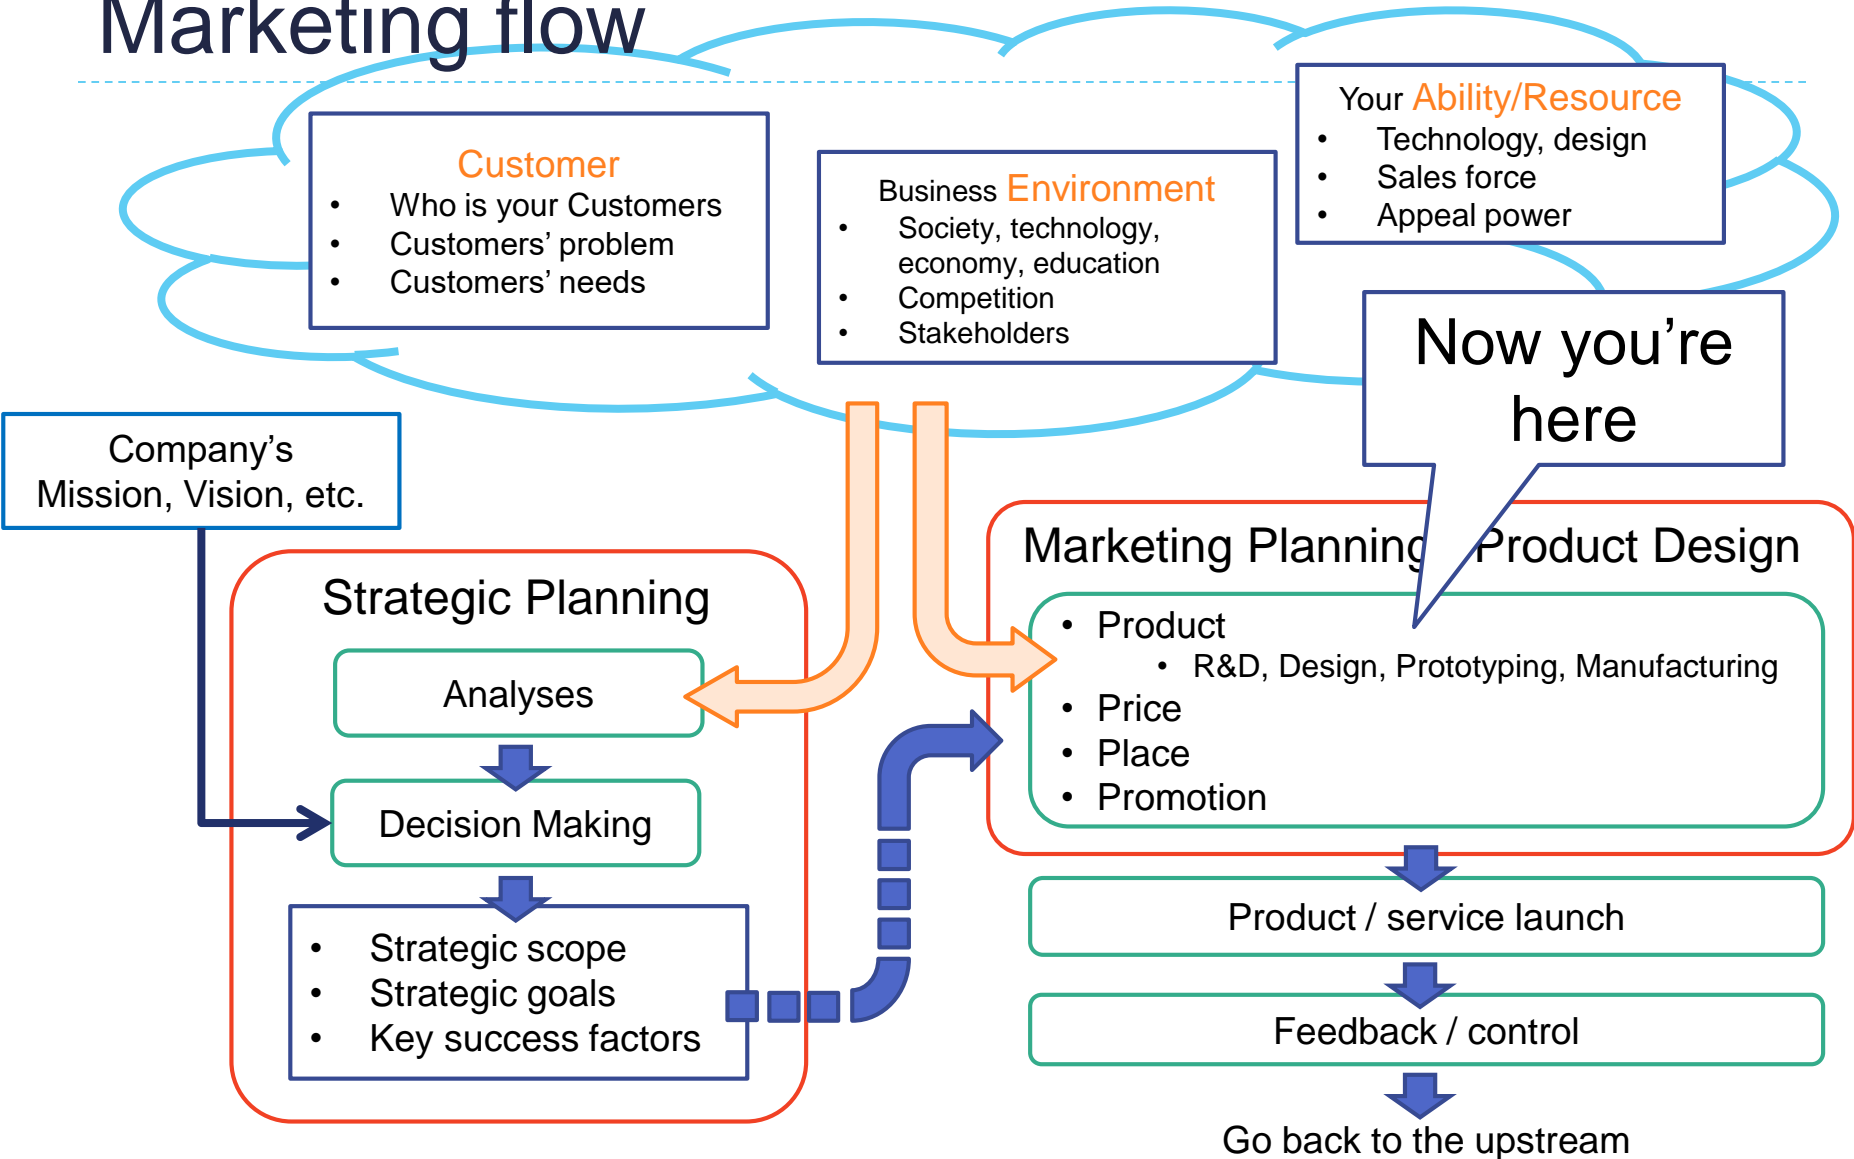 Marketing flow
Your Ability/Resource
• Technology, design
• Sales force
• Appeal power
Customer
• Who is your Customers
• Customers’ problem
• Customers’ needs
Business Environment
• Society, technology,
economy, education
• Competition
• Stakeholders
Now you’re
here
Company’s
Mission, Vision, etc.
Strategic Planning
Analyses
Decision Making
• Strategic scope
• Strategic goals
• Key success factors
Marketing Planning Product Design
• Product
• R&D, Design, Prototyping, Manufacturing
• Price
• Place
• Promotion
Product / service launch
Feedback / control
Go back to the upstream